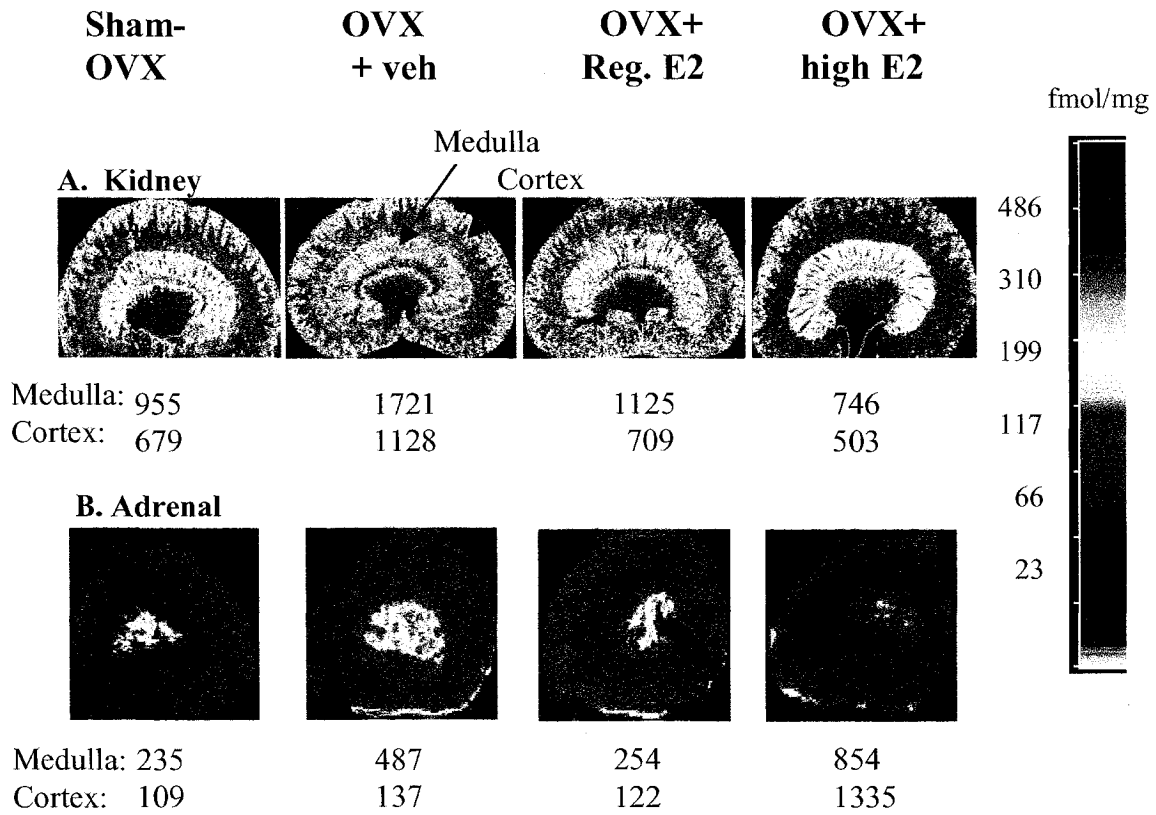 Sham- OVX OVX+ OVX+
OVX + veh Reg. E2 high E2
fmol/mg
Medulla
A. Kidney Cortex
486
310
199
117
66
23
Medulla: 955 1721 1125 746
Cortex: 679 1128 709 503
B. Adrenal
Medulla: 235 487 254 854
Cortex: 109 137 122 1335